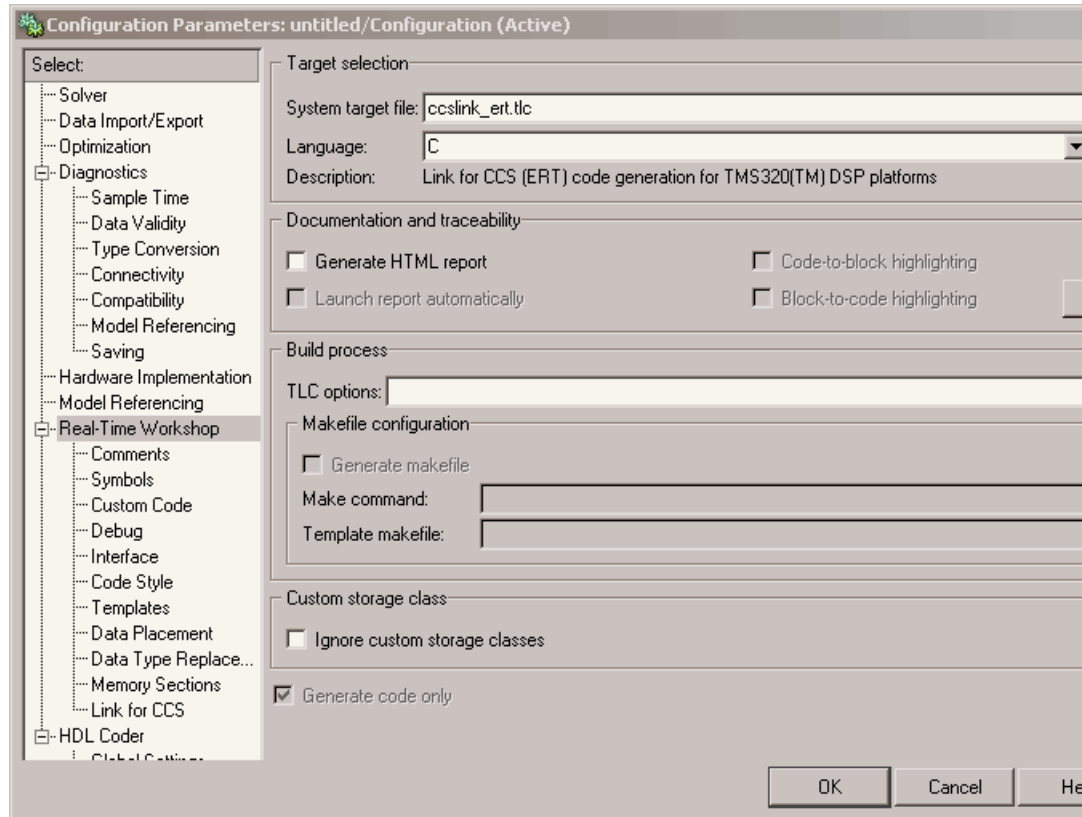 Configuration Parameters: untitled/Configuration (Active)
Select:
Solver
Data Import/Export
Optimization
Diagnostics
Sample Time
Data Validity
Type Conversion
Connectivity
Compatibility
Model Referencing
Saving
Hardware Implementation
Model Referencing
Real-Time Workshop
Comments
Symbols
Custom Code
Debug
Interface
Code Style
Templates
Data Placement
Data Type Replace...
Memory Sections
Link for CCS
HDL Coder
Global Settings
Target selection
System target file: ccslink_ert.tlc
Language: C
Description: Link for CCS (ERT) code generation for TMS320(TM) DSP platforms
Documentation and traceability
Generate HTML report
Code-to-block highlighting
Launch report automatically
Block-to-code highlighting
Build process
TLC options:
Makefile configuration
Generate makefile
Make command:
Template makefile:
Custom storage class
Ignore custom storage classes
Generate code only
OK Cancel He